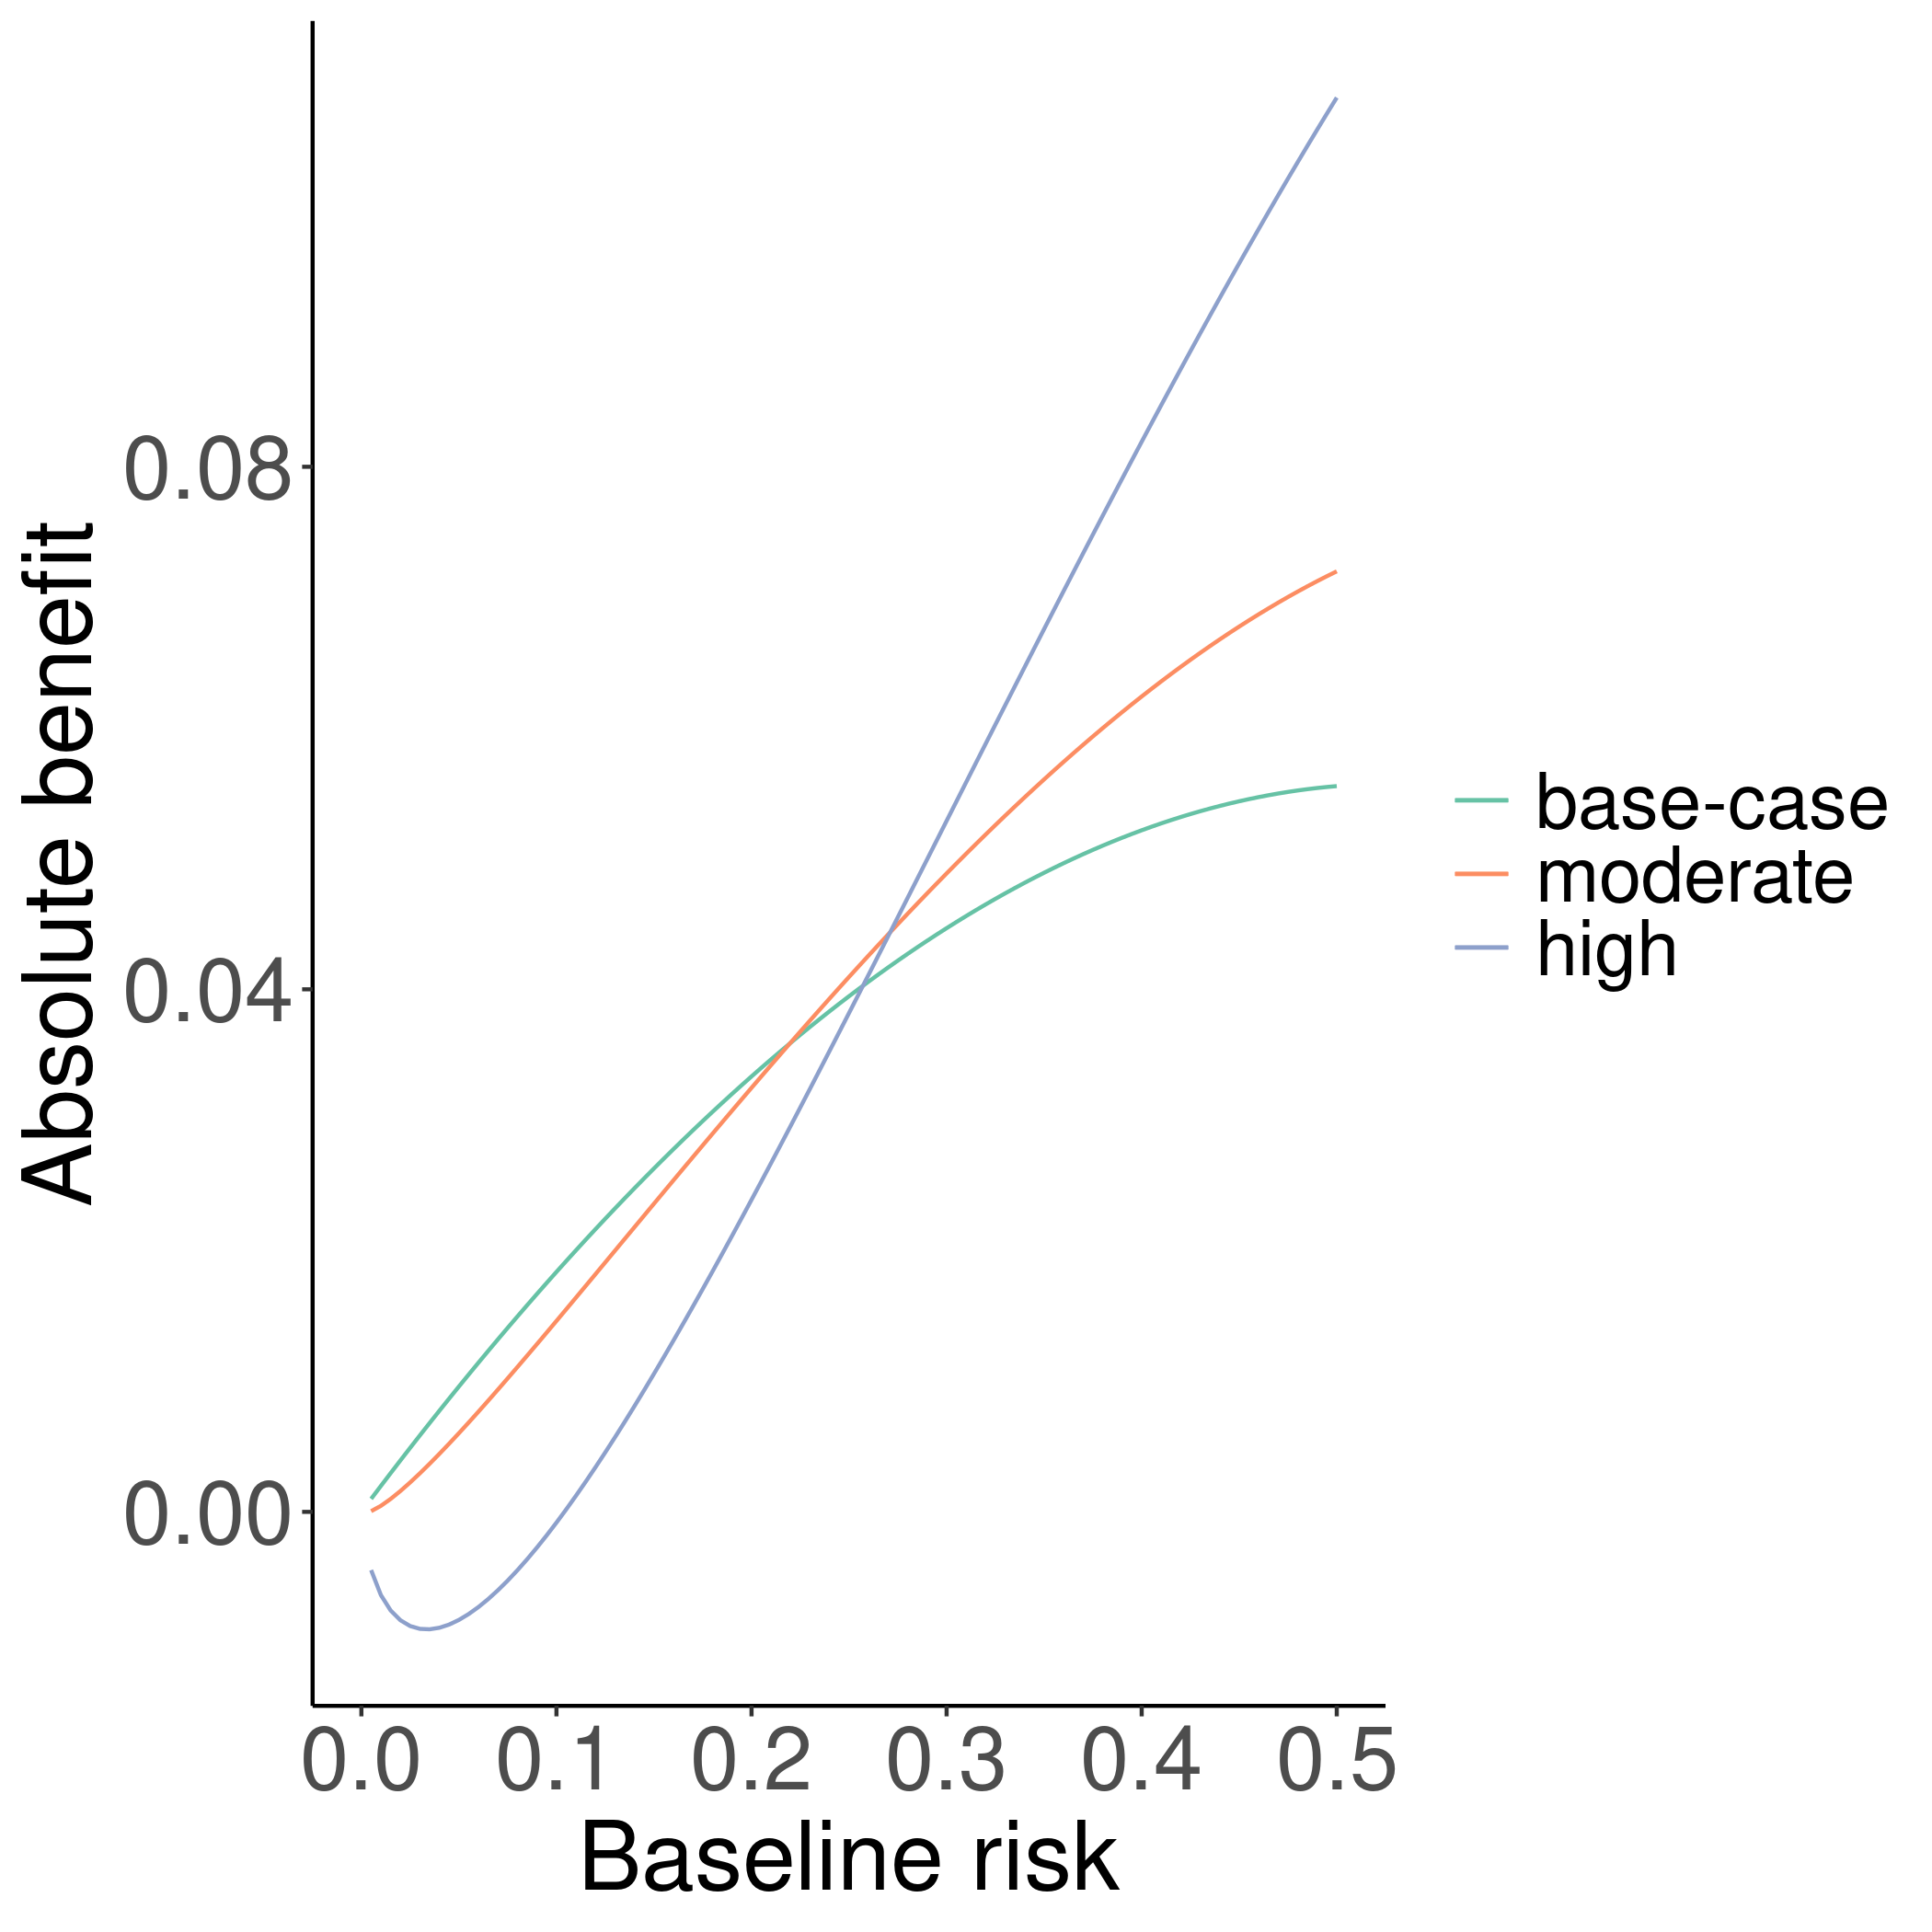 Absolute benefit
0.08
0.04
0.00
0.0 0.1 0.2 0.3 0.4 0.5
Baseline risk
base-case
moderate
high